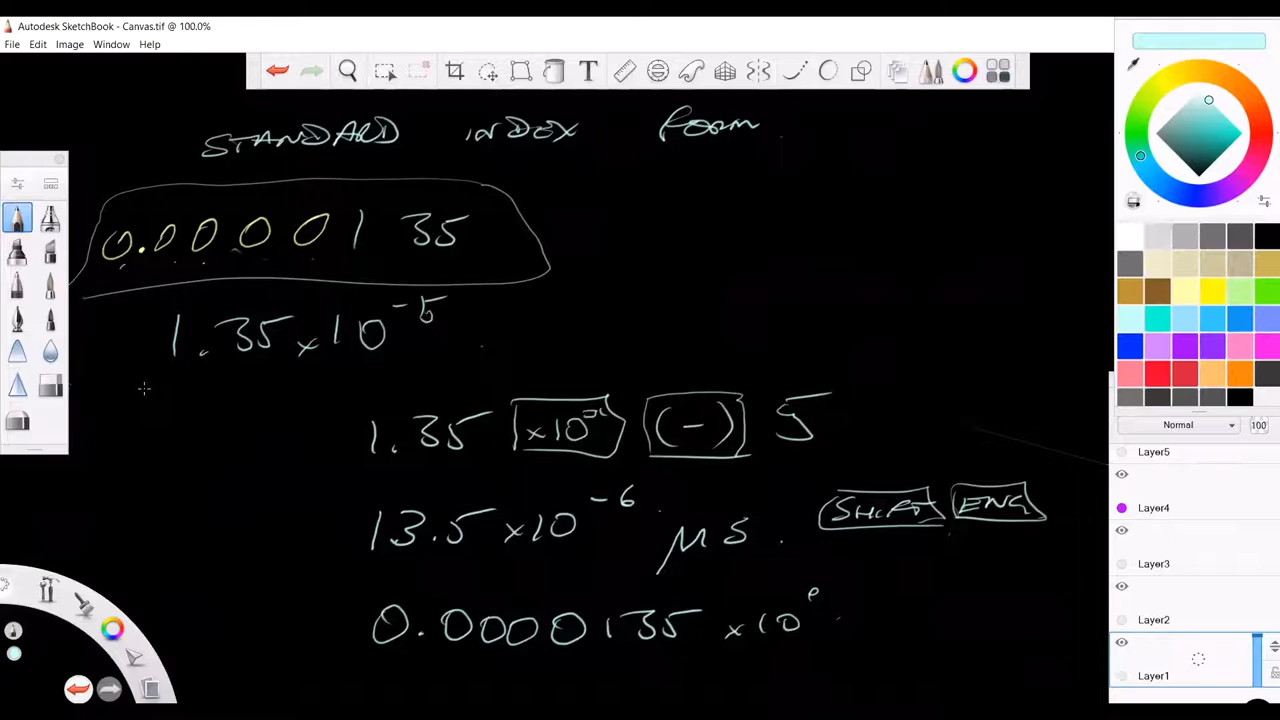 Autodesk SketchBook - Canvas.tif @ 100.0%
File Edit Image Window Help
STANDARD INDEX FORM
0.0000135
1.35×10⁻⁵
1.35 ×10ˣ (-) 5
13.5×10⁻⁶ μs. SHIFT ENG
0.0000135 ×10⁰
Normal 100
Layer5
Layer4
Layer3
Layer2
Layer1